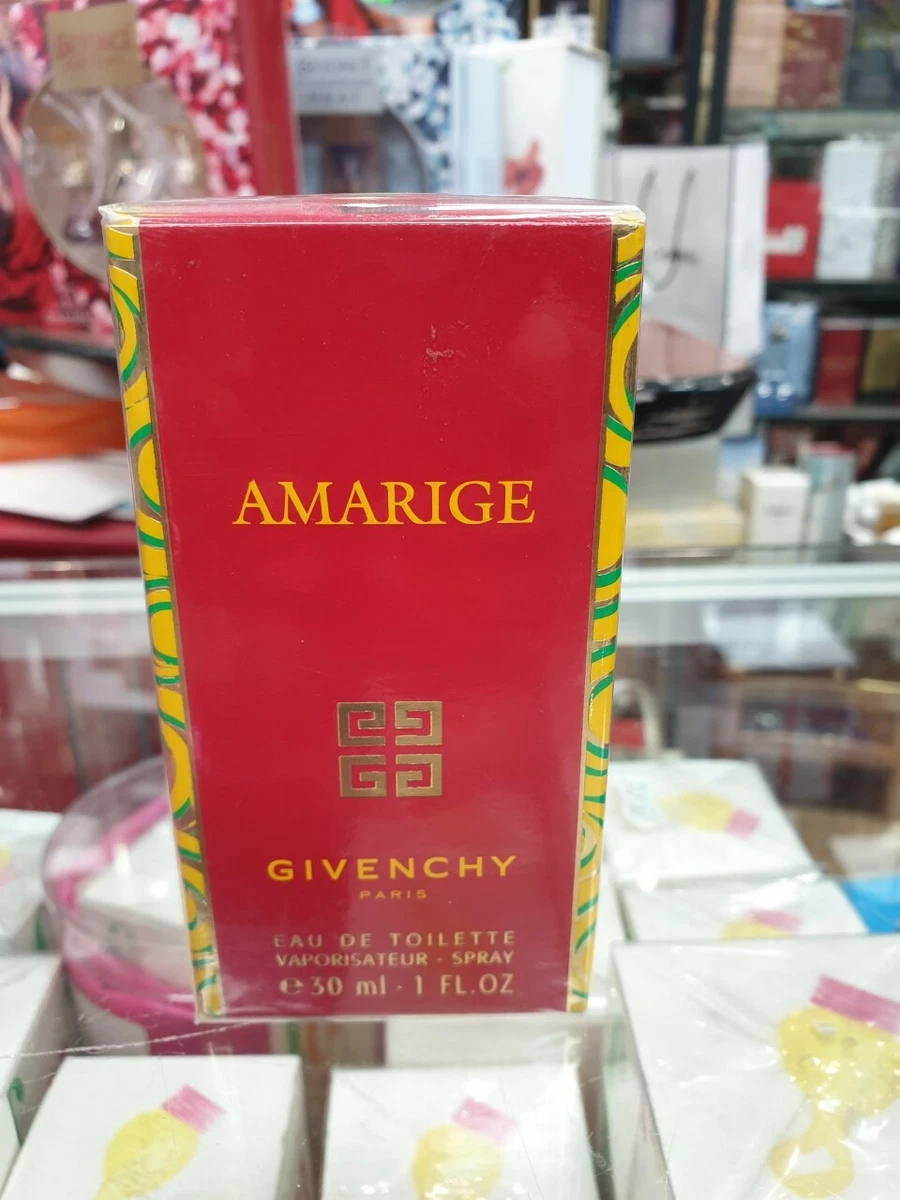 AMARIGE
GIVENCHY
PARIS
EAU DE TOILETTE
VAPORISATEUR - SPRAY
℮ 30 ml - 1 FL.OZ